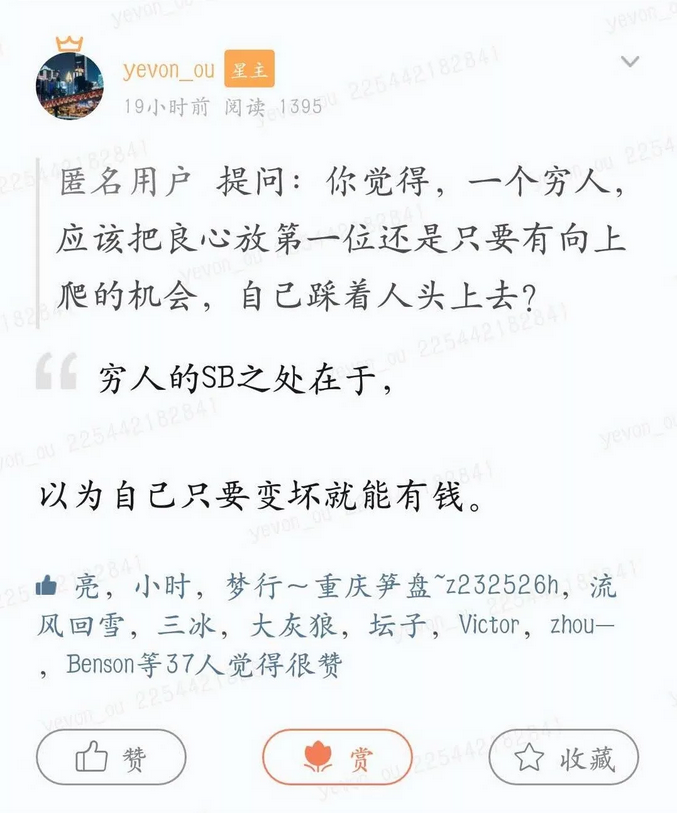 yevon_ou 星主
19小时前 阅读 1395
匿名用户 提问：你觉得，一个穷人，
应该把良心放第一位还是只要有向上
爬的机会，自己踩着人头上去？
穷人的SB之处在于，
以为自己只要变坏就能有钱。
亮，小时，梦行～重庆笋盘~z232526h，流
风回雪，三冰，大灰狼，坛子，Victor，zhou—
，Benson等37人觉得很赞
赞 赏 收藏
yevon_ou 225442182841